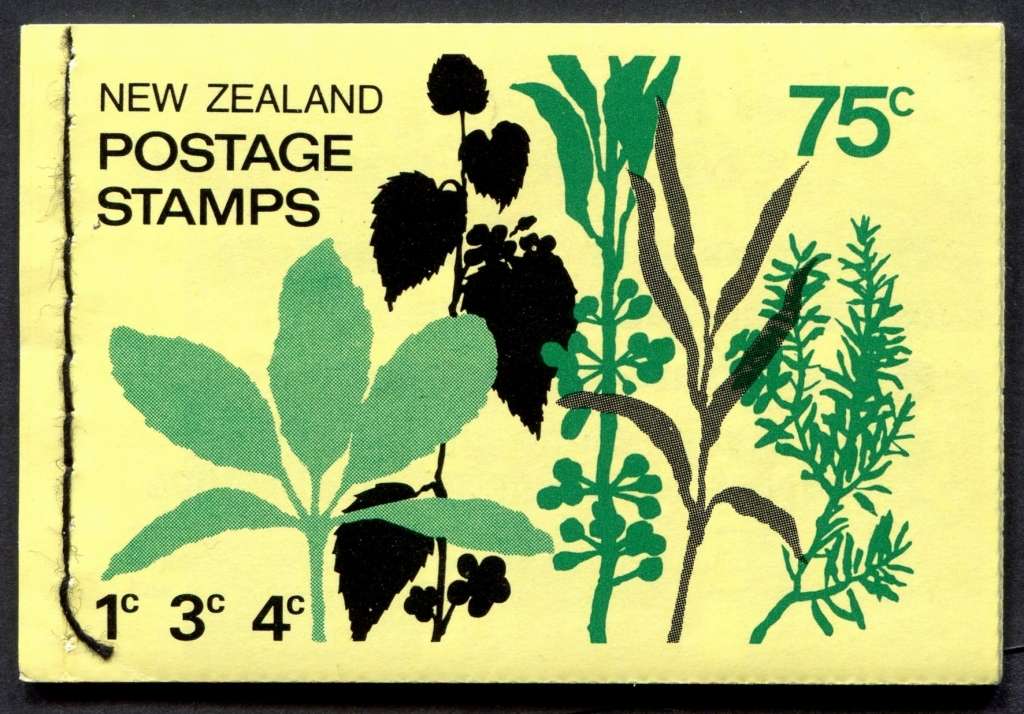 NEW ZEALAND
POSTAGE
STAMPS
75c
1c 3c 4c